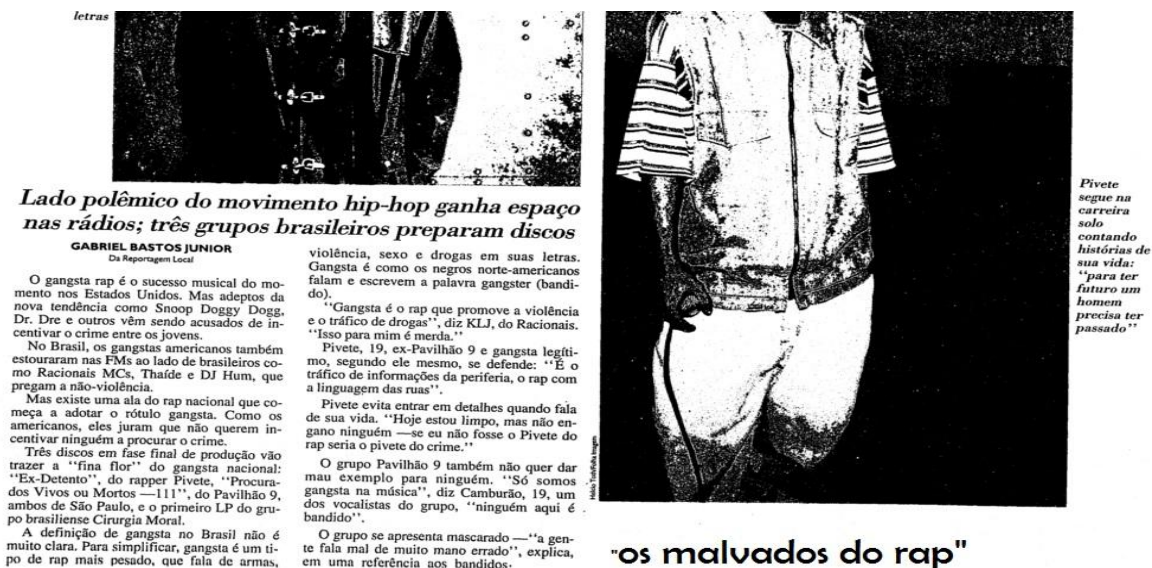 letras
Lado polêmico do movimento hip-hop ganha espaço
nas rádios; três grupos brasileiros preparam discos
GABRIEL BASTOS JUNIOR
Da Reportagem Local
O gangsta rap é o sucesso musical do mo-
mento nos Estados Unidos. Mas adeptos da
nova tendência como Snoop Doggy Dogg,
Dr. Dre e outros vêm sendo acusados de in-
centivar o crime entre os jovens.
No Brasil, os gangstas americanos também
estouraram nas FMs ao lado de brasileiros co-
mo Racionais MCs, Thaíde e DJ Hum, que
pregam a não-violência.
Mas existe uma ala do rap nacional que co-
meça a adotar o rótulo gangsta. Como os
americanos, eles juram que não querem in-
centivar ninguém a procurar o crime.
Três discos em fase final de produção vão
trazer a "fina flor" do gangsta nacional:
"Ex-Detento", do rapper Pivete, "Procura-
dos Vivos ou Mortos —111", do Pavilhão 9,
ambos de São Paulo, e o primeiro LP do gru-
po brasiliense Cirurgia Moral.
A definição de gangsta no Brasil não é
muito clara. Para simplificar, gangsta é um ti-
po de rap mais pesado, que fala de armas,
violência, sexo e drogas em suas letras.
Gangsta é como os negros norte-americanos
falam e escrevem a palavra gangster (bandi-
do).
"Gangsta é o rap que promove a violência
e o tráfico de drogas", diz KLJ, do Racionais.
"Isso para mim é merda."
Pivete, 19, ex-Pavilhão 9 e gangsta legíti-
mo, segundo ele mesmo, se defende: "É o
tráfico de informações da periferia, o rap com
a linguagem das ruas".
Pivete evita entrar em detalhes quando fala
de sua vida. "Hoje estou limpo, mas não en-
gano ninguém —se eu não fosse o Pivete do
rap seria o pivete do crime."
O grupo Pavilhão 9 também não quer dar
mau exemplo para ninguém. "Só somos
gangsta na música", diz Camburão, 19, um
dos vocalistas do grupo, "ninguém aqui é
bandido".
O grupo se apresenta mascarado —"a gen-
te fala mal de muito mano errado", explica,
em uma referência aos bandidos.
Folha Imagem
Pivete
segue na
carreira
solo
contando
histórias de
sua vida:
"para ter
futuro um
homem
precisa ter
passado"
"os malvados do rap"